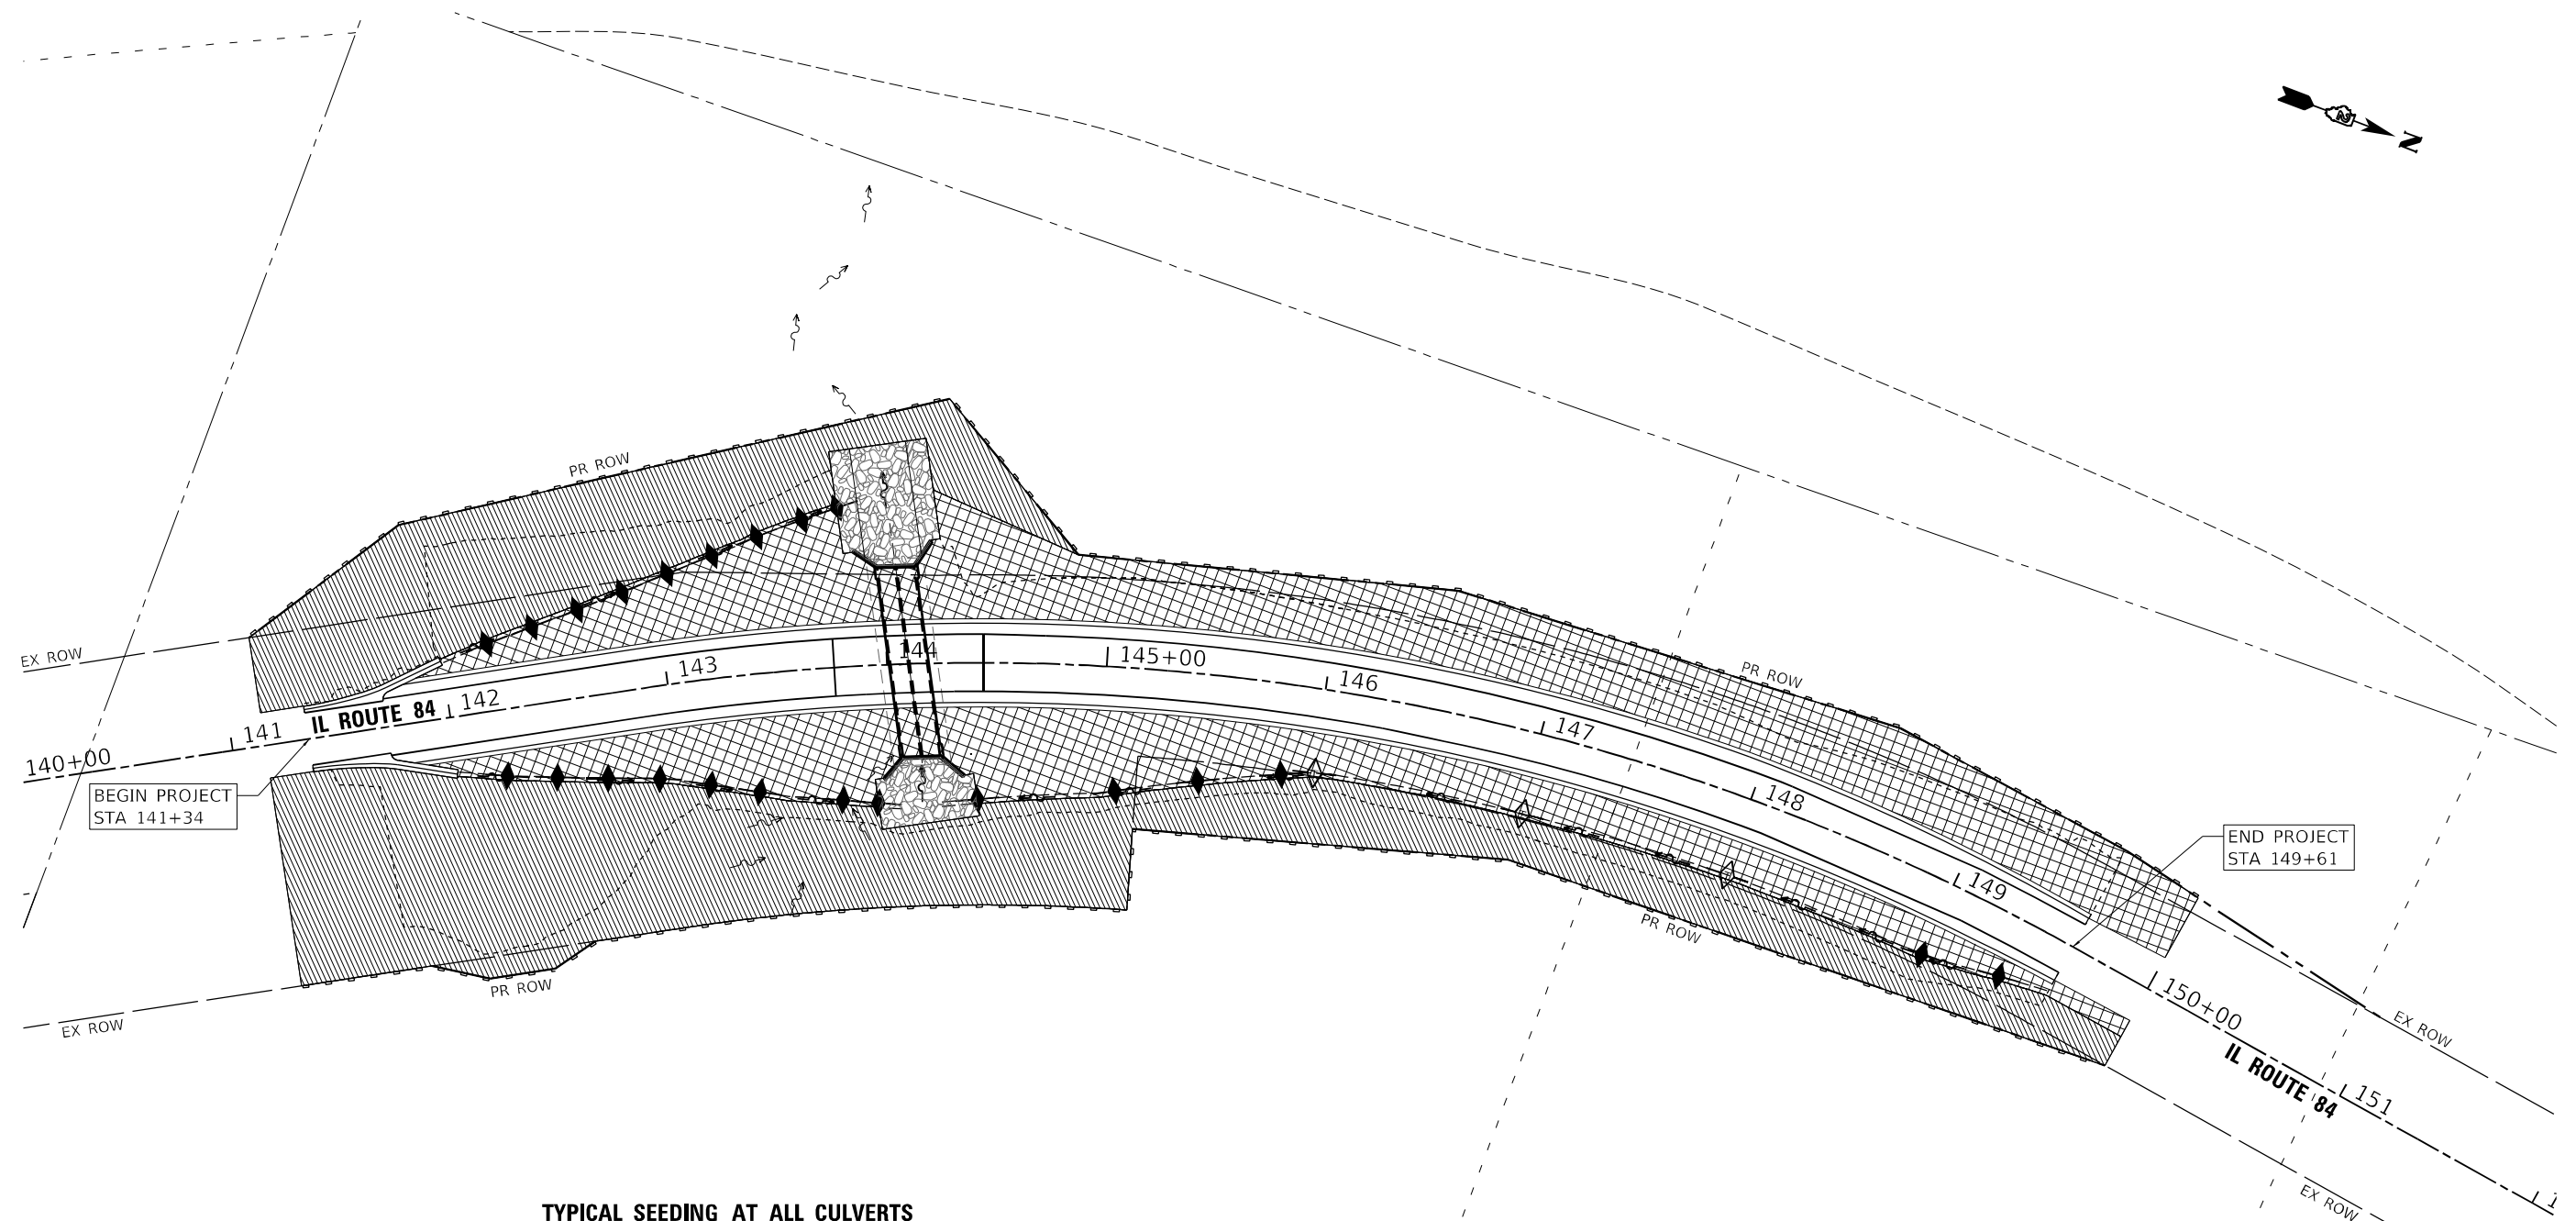 N
PR ROW
EX ROW
140+00
141
IL ROUTE 84
142
143
144
145+00
146
147
148
149
150+00
151
PR ROW
BEGIN PROJECT
STA 141+34
END PROJECT
STA 149+61
PR ROW
PR ROW
EX ROW
EX ROW
IL ROUTE 84
EX ROW
TYPICAL SEEDING AT ALL CULVERTS